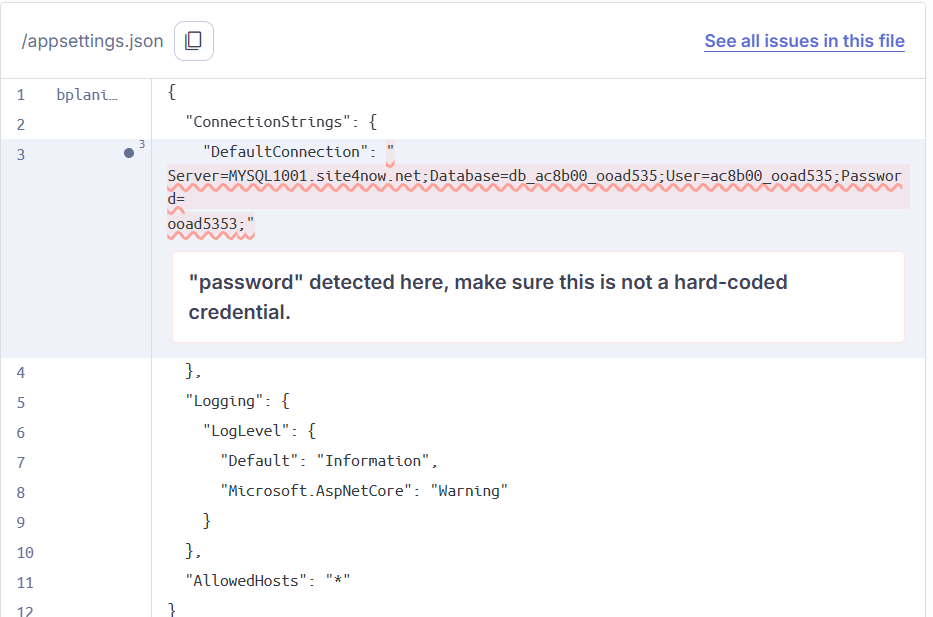 /appsettings.json
See all issues in this file
1 bplani… {
2 "ConnectionStrings": {
3 3 "DefaultConnection": "
Server=MYSQL1001.site4now.net;Database=db_ac8b00_ooad535;User=ac8b00_ooad535;Passwor
d=
ooad5353;"
"password" detected here, make sure this is not a hard-coded
credential.
4 },
5 "Logging": {
6 "LogLevel": {
7 "Default": "Information",
8 "Microsoft.AspNetCore": "Warning"
9 }
10 },
11 "AllowedHosts": "*"
12 }